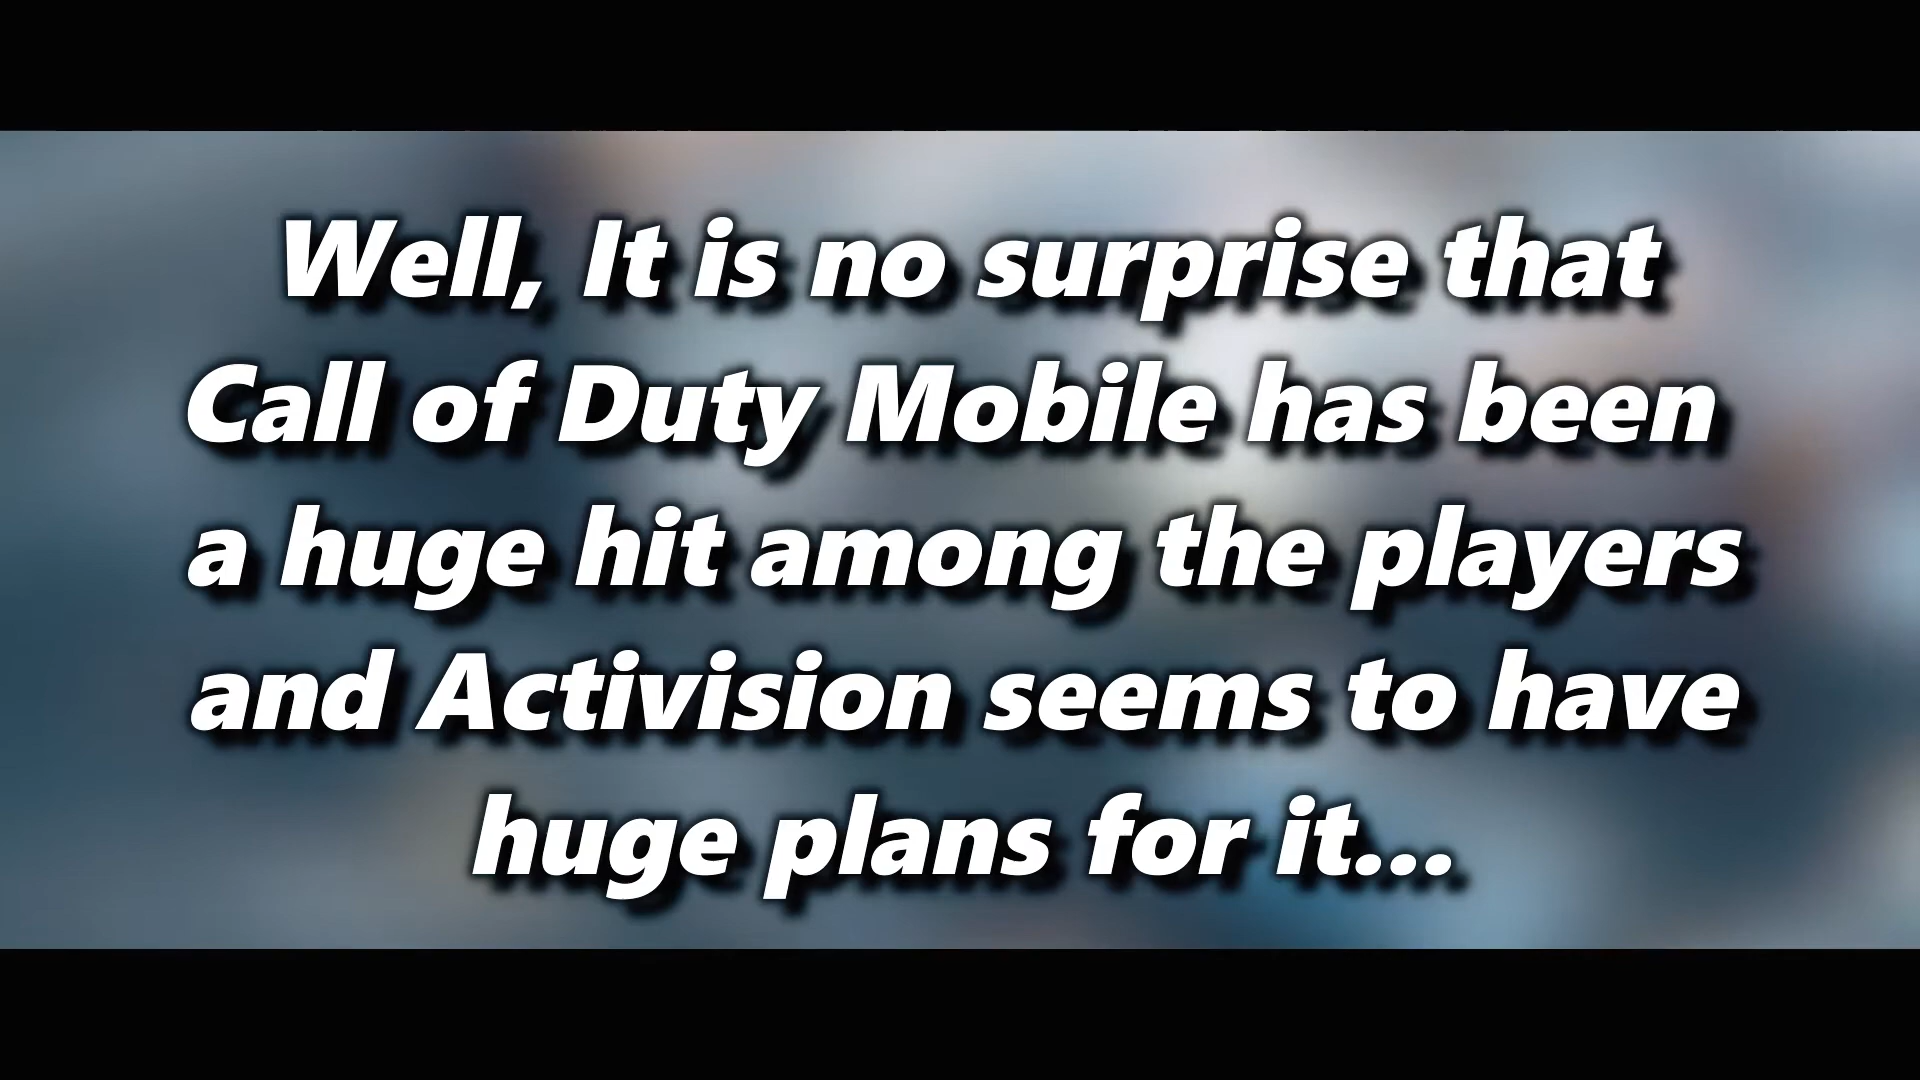 Well, It is no surprise that
Call of Duty Mobile has been
a huge hit among the players
and Activision seems to have
huge plans for it...